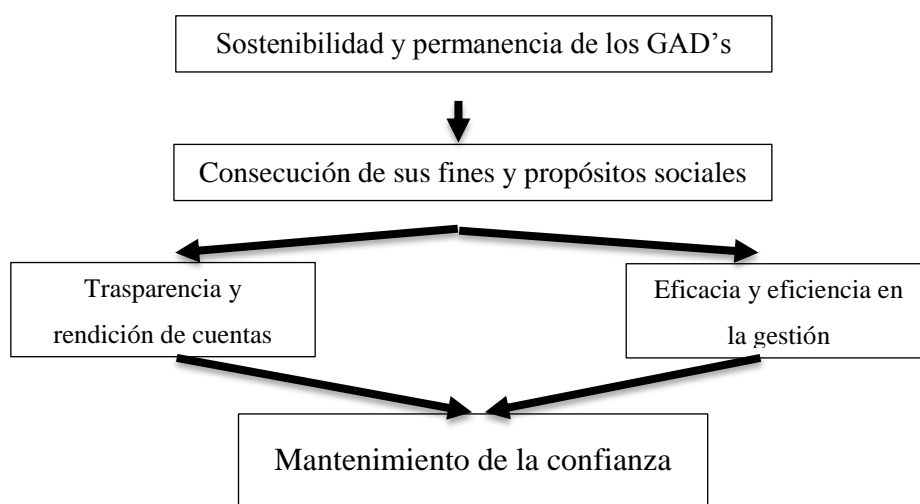 Sostenibilidad y permanencia de los GAD’s
Consecución de sus fines y propósitos sociales
Trasparencia y
rendición de cuentas
Eficacia y eficiencia en
la gestión
Mantenimiento de la confianza